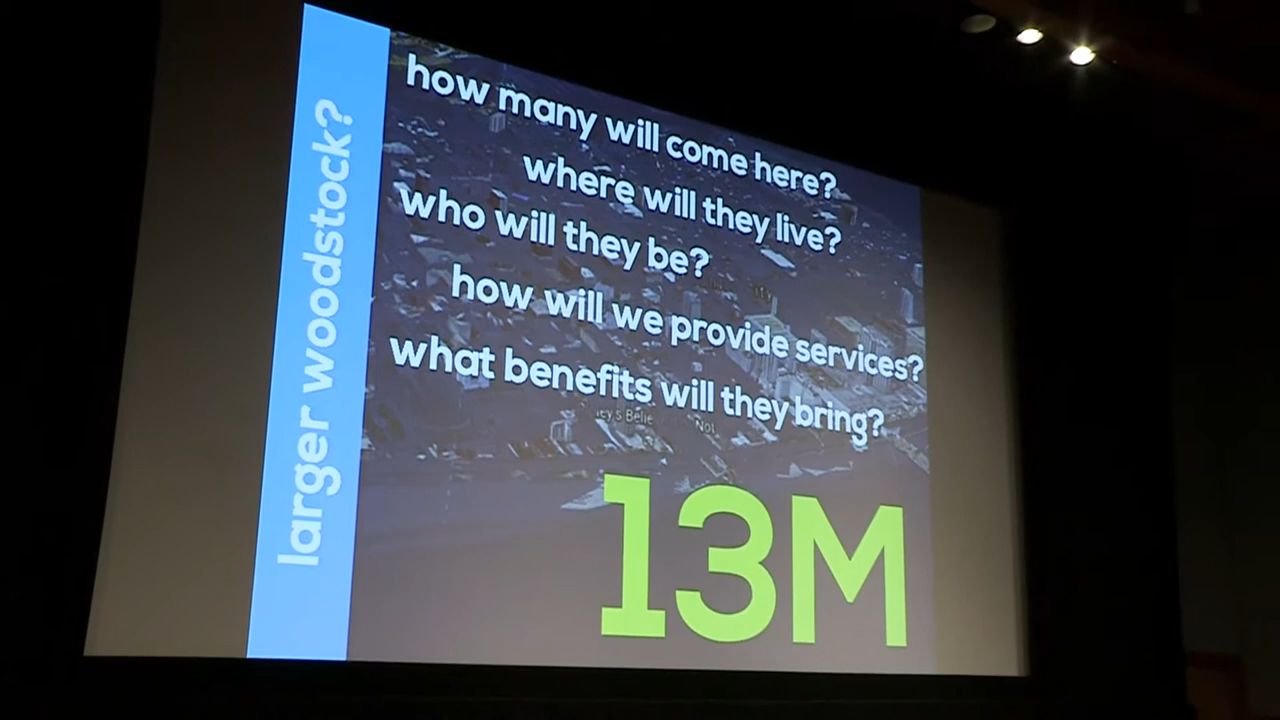 larger woodstock?
how many will come here?
where will they live?
who will they be?
how will we provide services?
what benefits will they bring?
Not
13M